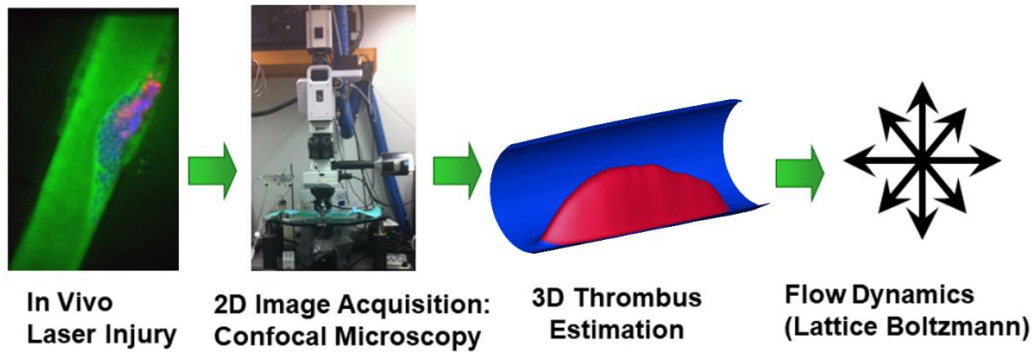 In Vivo
Laser Injury
2D Image Acquisition:
Confocal Microscopy
3D Thrombus
Estimation
Flow Dynamics
(Lattice Boltzmann)